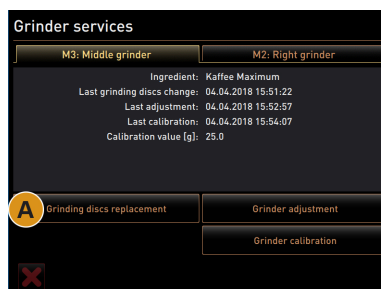 Grinder services
M3: Middle grinder
M2: Right grinder
Ingredient: Kaffee Maximum
Last grinding discs change: 04.04.2018 15:51:22
Last adjustment: 04.04.2018 15:52:57
Last calibration: 04.04.2018 15:54:07
Calibration value [g]: 25.0
A
Grinding discs replacement
Grinder adjustment
Grinder calibration